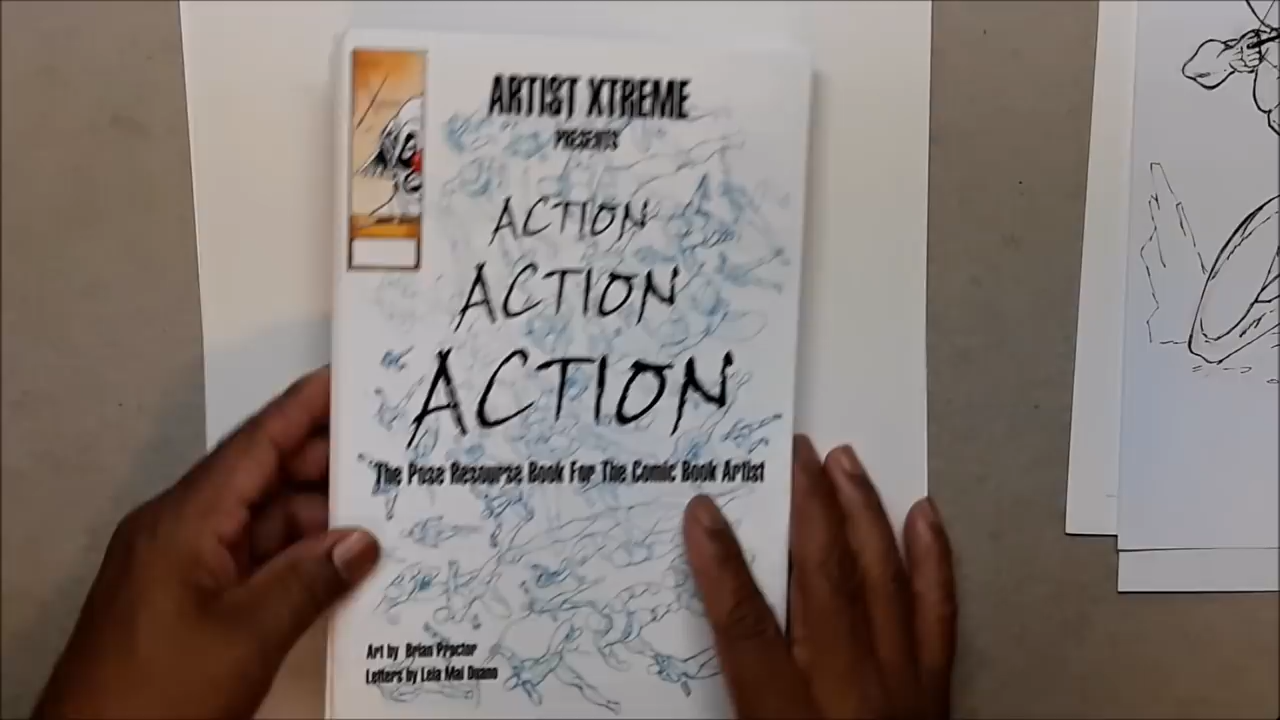 ARTIST XTREME
PRESENTS
ACTION
ACTION
ACTION
The Pose Resourse Book For The Comic Book Artist
Art by Brian Proctor
Letters by Leia Mai Duano